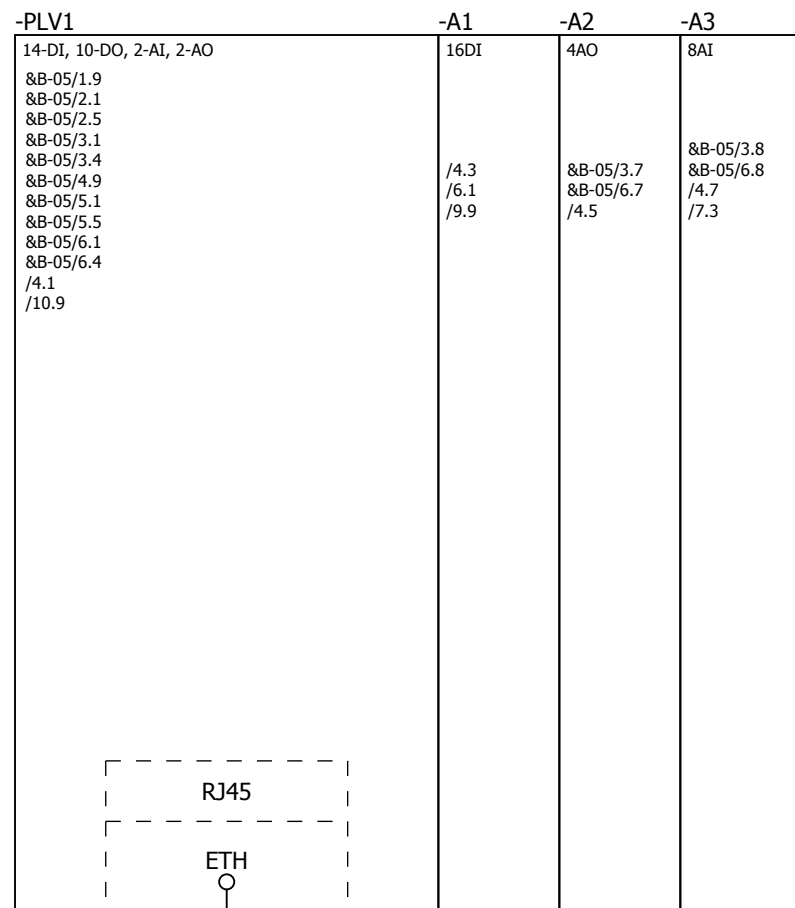 -PLV1
14-DI, 10-DO, 2-AI, 2-AO
&B-05/1.9
&B-05/2.1
&B-05/2.5
&B-05/3.1
&B-05/3.4
&B-05/4.9
&B-05/5.1
&B-05/5.5
&B-05/6.1
&B-05/6.4
/4.1
/10.9
RJ45
ETH
-A1
16DI
/4.3
/6.1
/9.9
-A2
4AO
&B-05/3.7
&B-05/6.7
/4.5
-A3
8AI
&B-05/3.8
&B-05/6.8
/4.7
/7.3